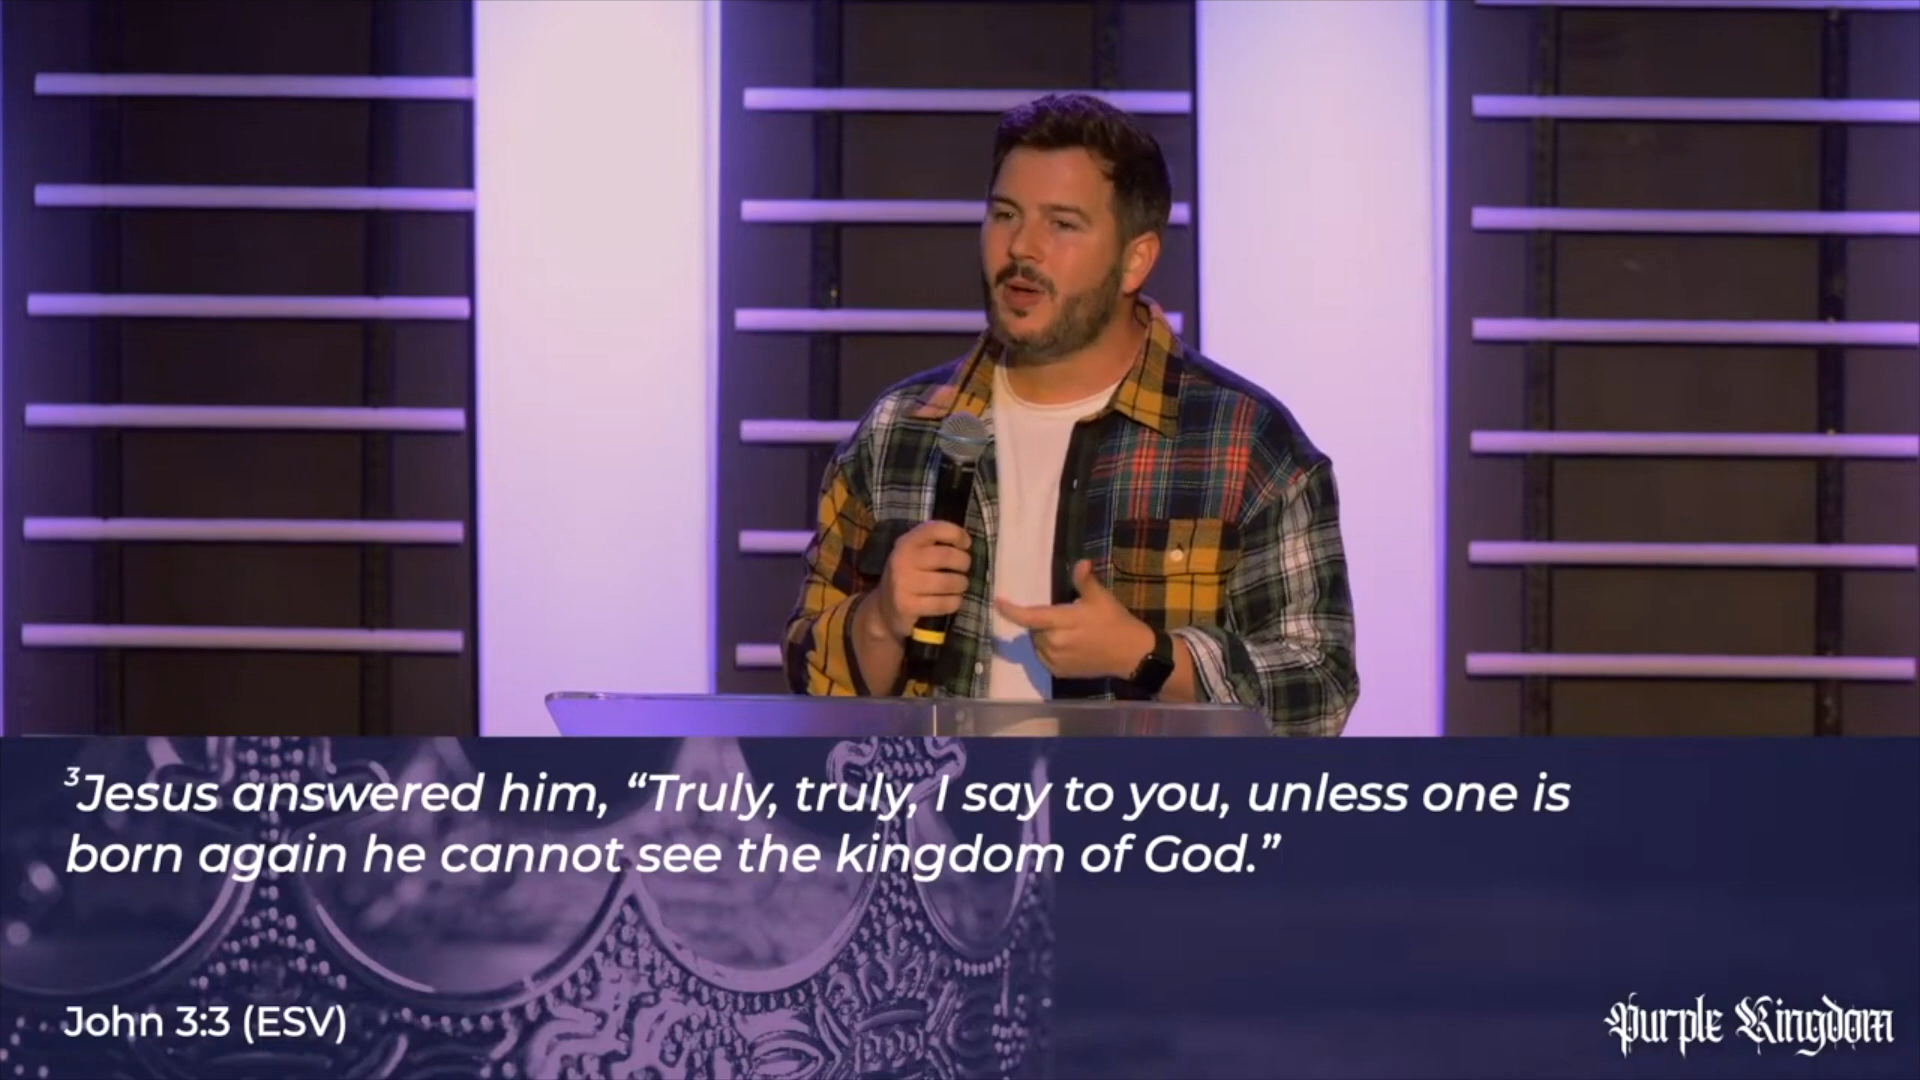 ³Jesus answered him, “Truly, truly, I say to you, unless one is
born again he cannot see the kingdom of God.”
John 3:3 (ESV)
Purple Kingdom